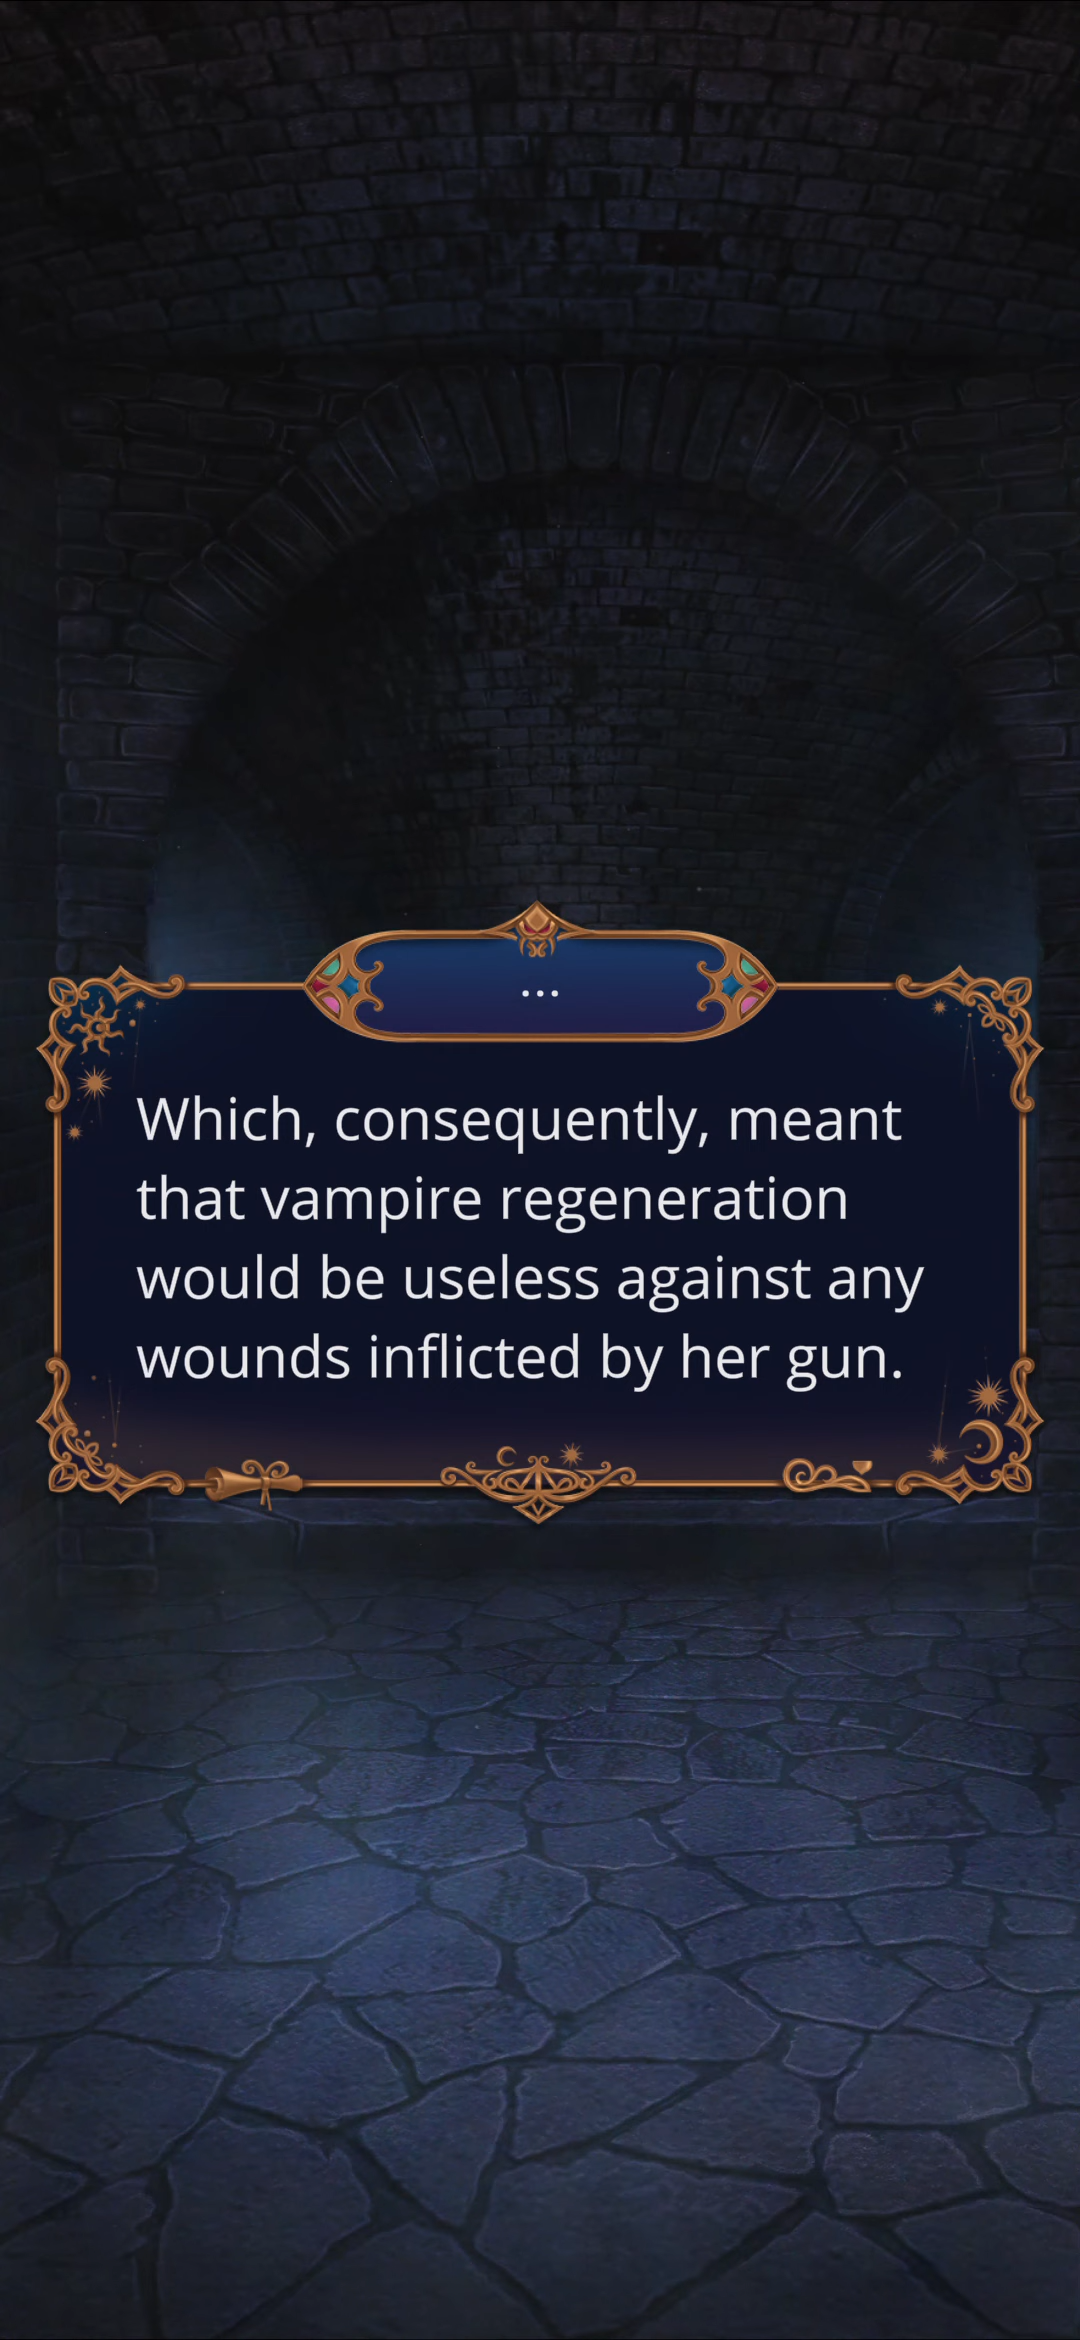 ...
Which, consequently, meant
that vampire regeneration
would be useless against any
wounds inflicted by her gun.